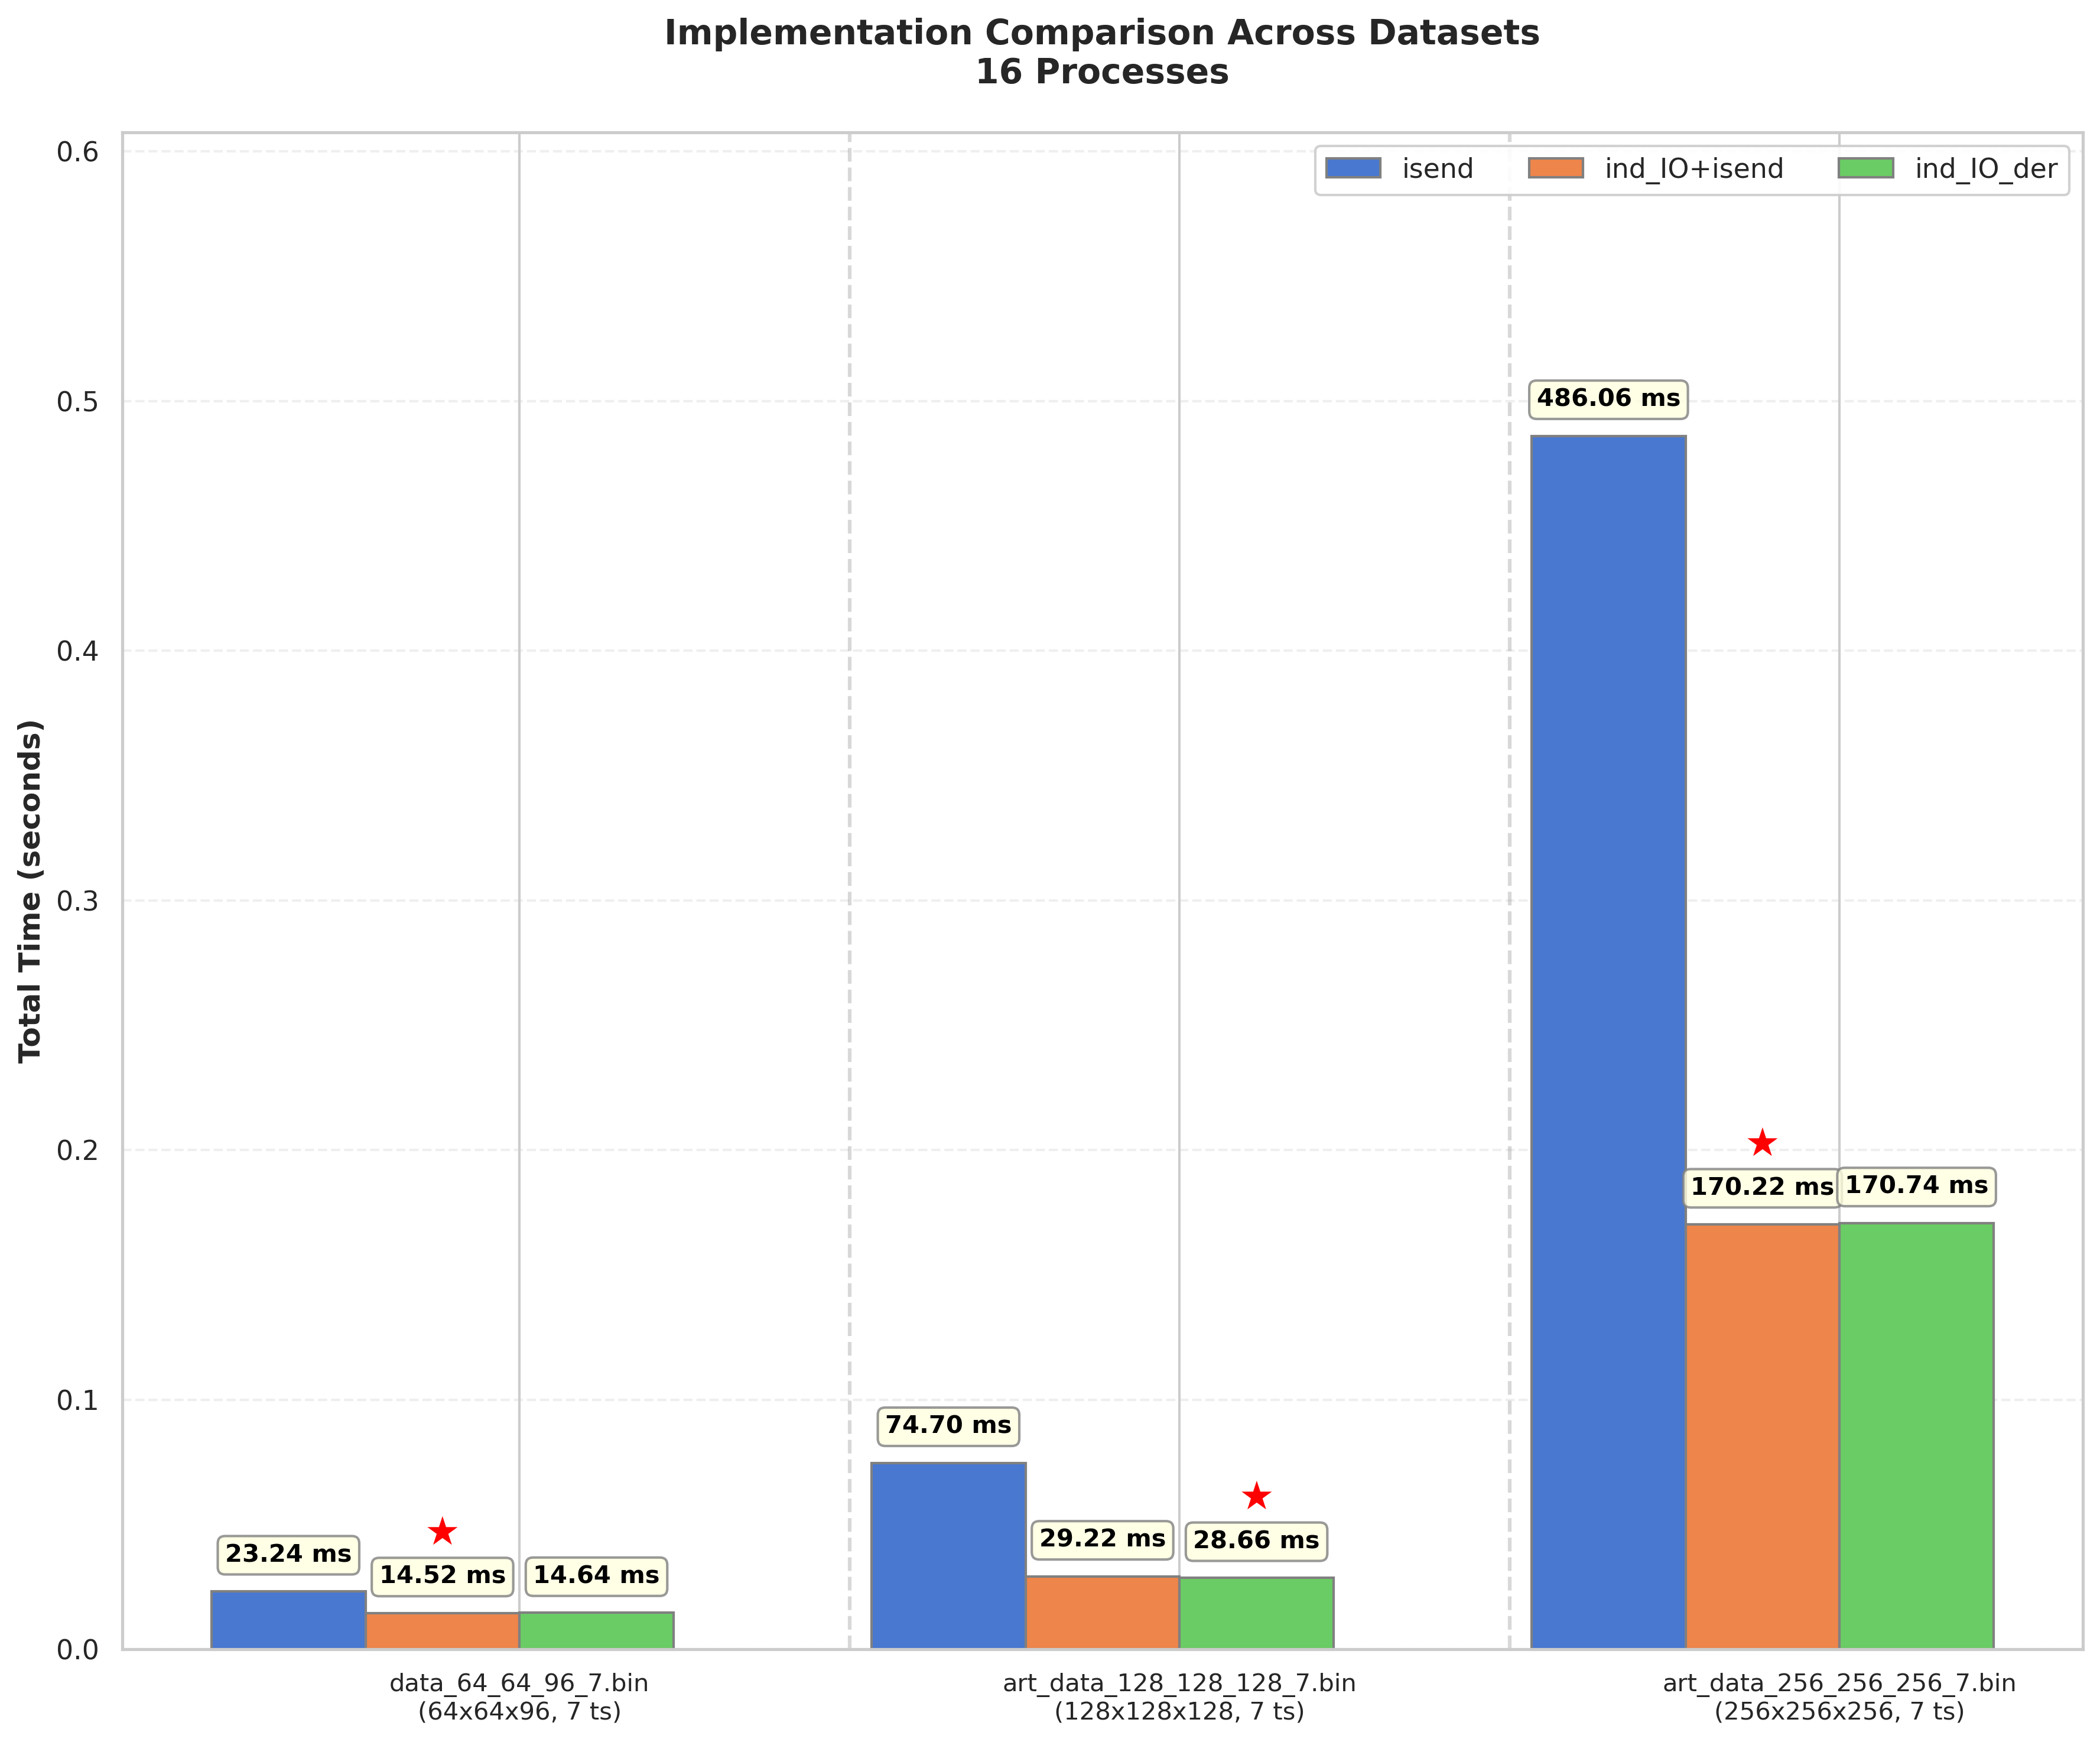 Implementation Comparison Across Datasets
16 Processes
isend
ind_IO+isend
ind_IO_der
Total Time (seconds)
0.6
0.5
0.4
0.3
0.2
0.1
0.0
23.24 ms
14.52 ms
14.64 ms
74.70 ms
29.22 ms
28.66 ms
486.06 ms
170.22 ms
170.74 ms
data_64_64_96_7.bin
(64x64x96, 7 ts)
art_data_128_128_128_7.bin
(128x128x128, 7 ts)
art_data_256_256_256_7.bin
(256x256x256, 7 ts)